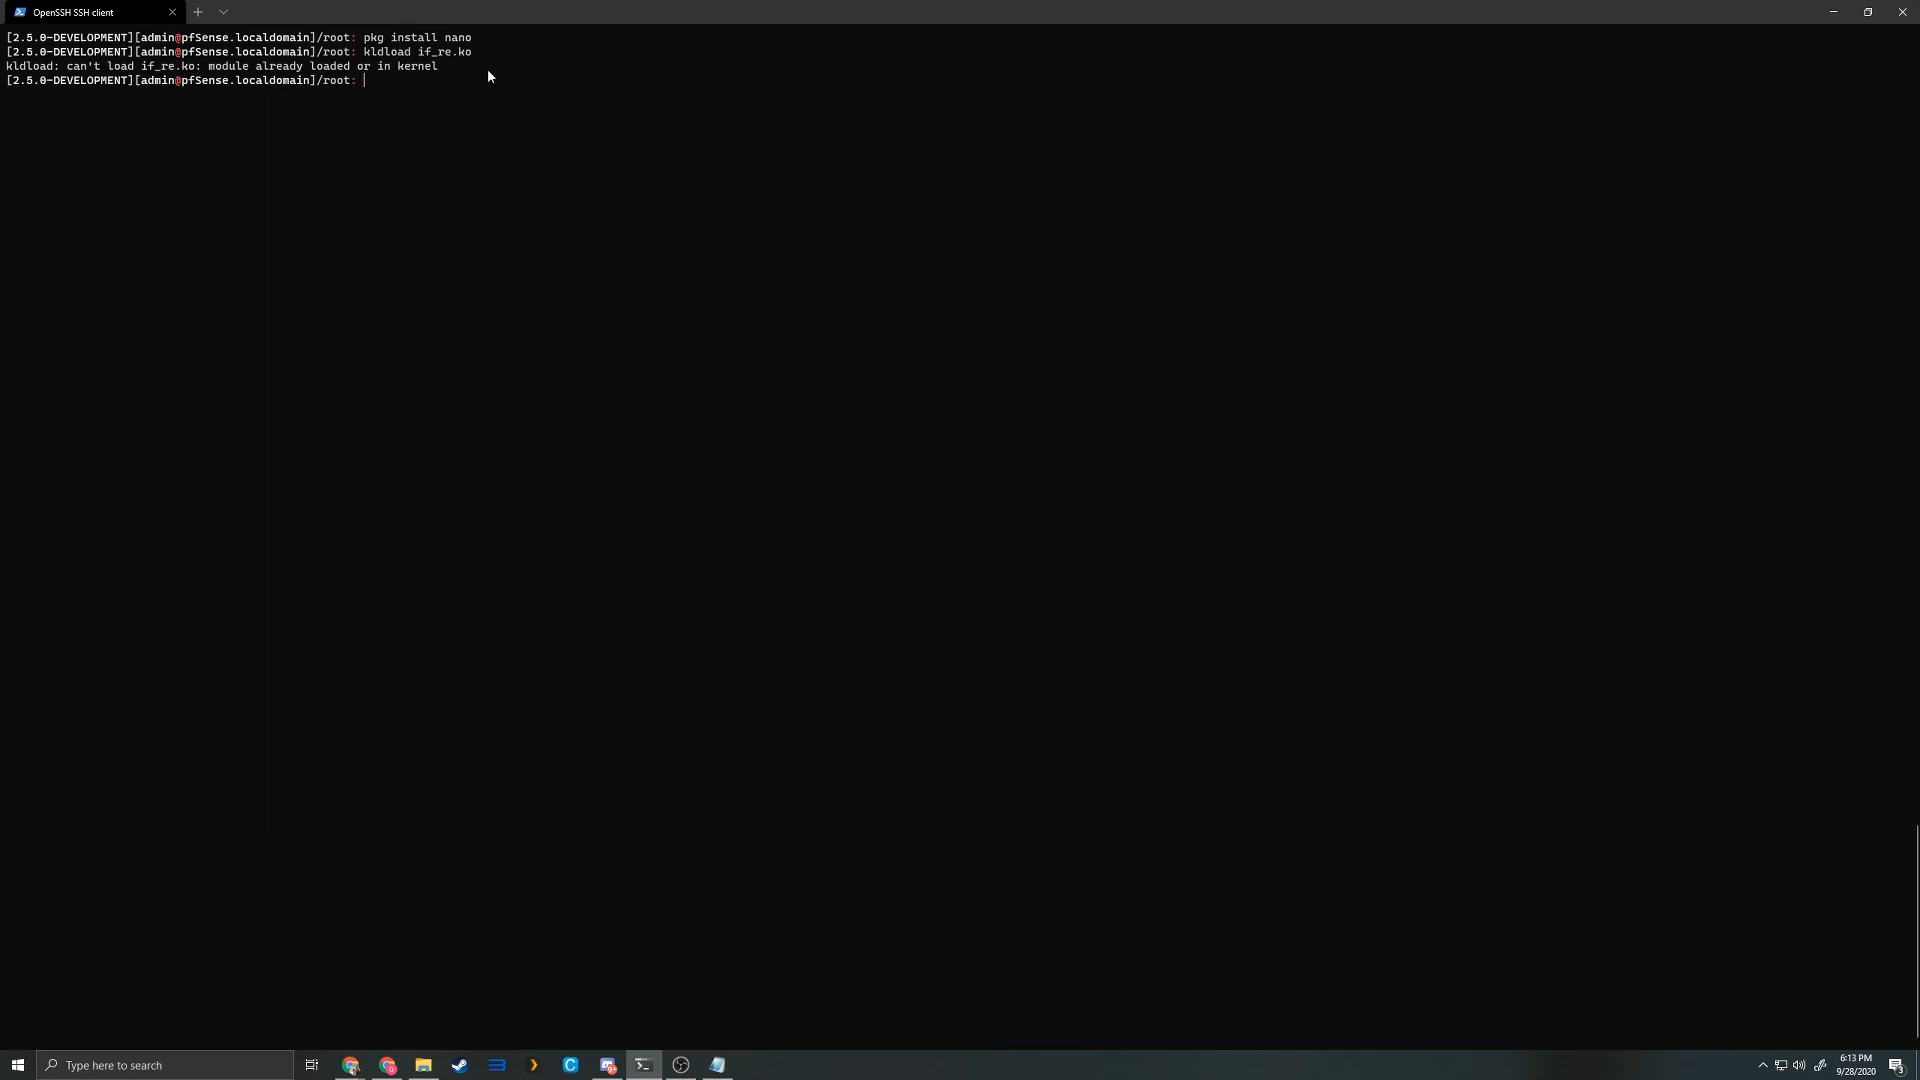 OpenSSH SSH client
[2.5.0-DEVELOPMENT][admin@pfSense.localdomain]/root: pkg install nano
[2.5.0-DEVELOPMENT][admin@pfSense.localdomain]/root: kldload if_re.ko
kldload: can't load if_re.ko: module already loaded or in kernel
[2.5.0-DEVELOPMENT][admin@pfSense.localdomain]/root:
Type here to search
6:13 PM
9/28/2020